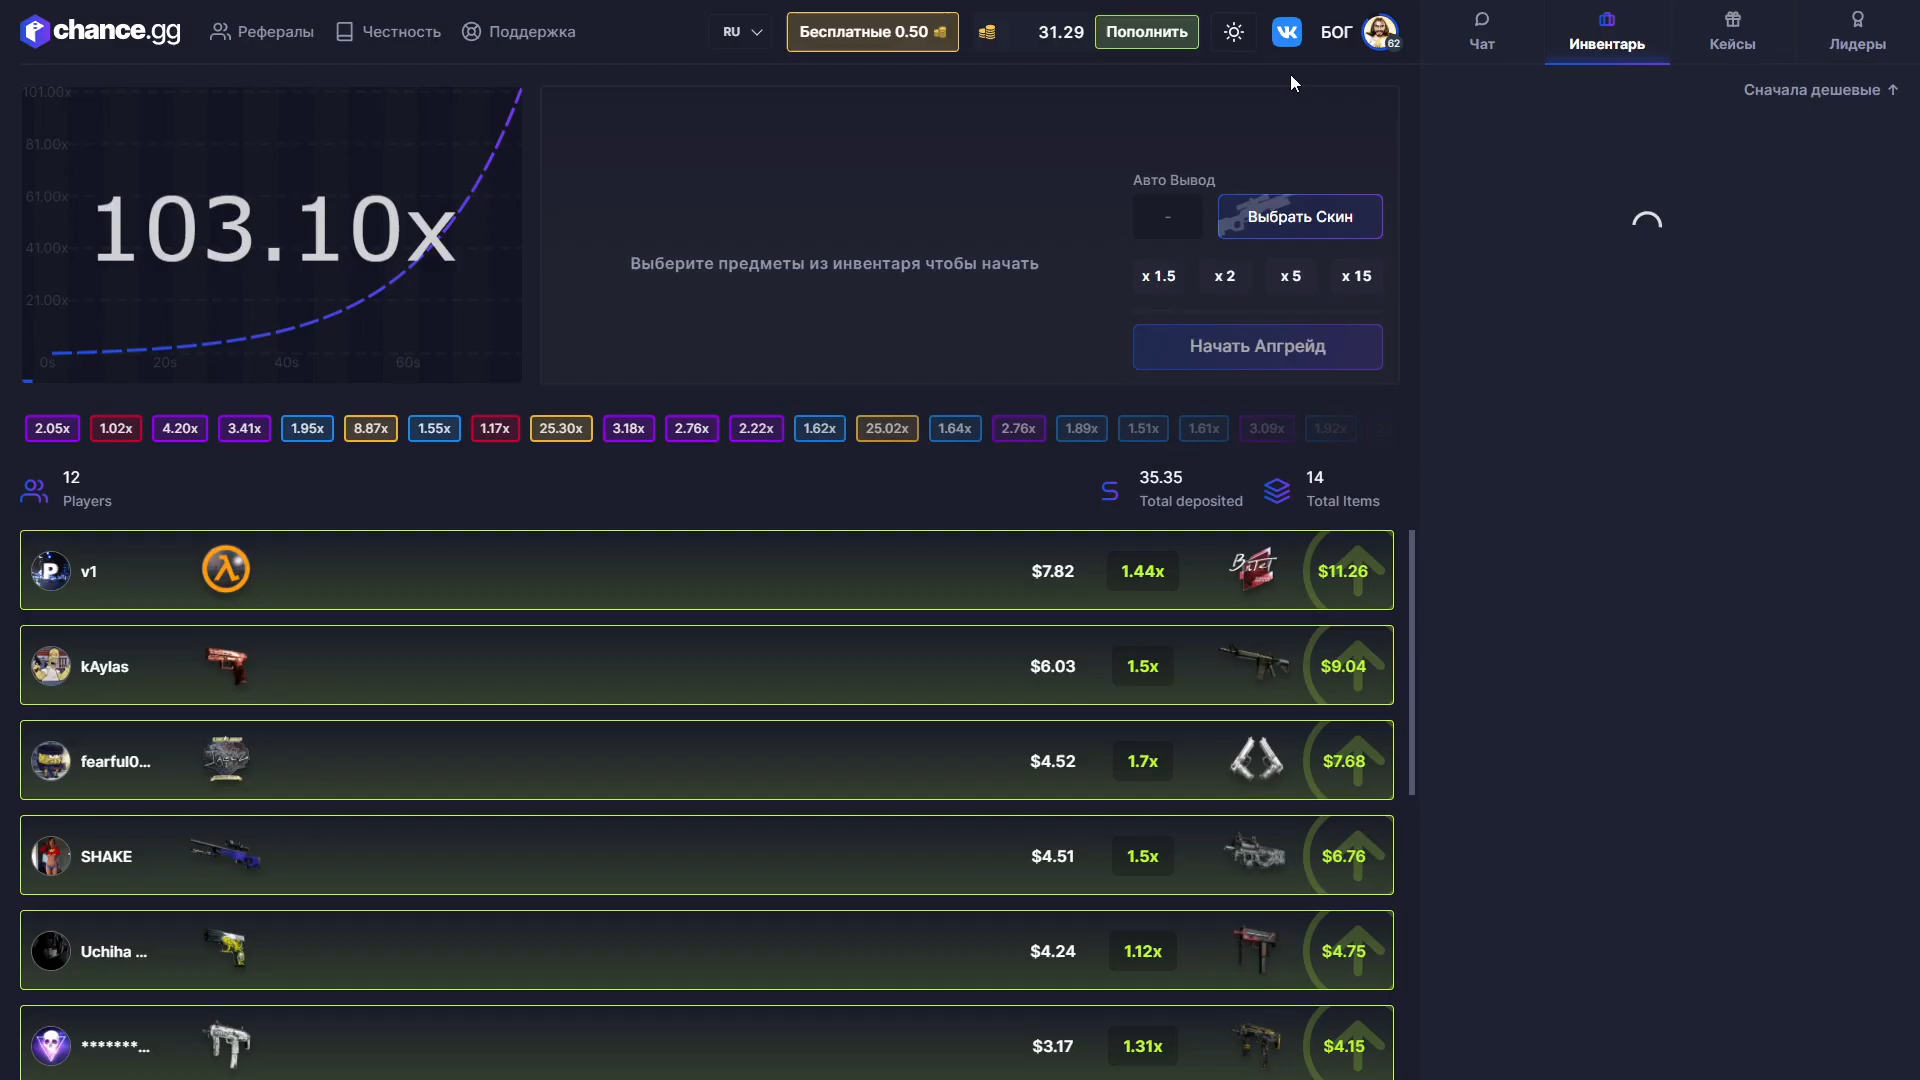 chance.gg
Рефералы
Честность
Поддержка
RU
Бесплатные 0.50
31.29
Пополнить
БОГ
62
Чат
Инвентарь
Кейсы
Лидеры
Сначала дешевые
101.00x
81.00x
61.00x
41.00x
21.00x
0s
20s
40s
60s
103.10x
Выберите предметы из инвентаря чтобы начать
Авто Вывод
-
Выбрать Скин
x 1.5
x 2
x 5
x 15
Начать Апгрейд
2.05x
1.02x
4.20x
3.41x
1.95x
8.87x
1.55x
1.17x
25.30x
3.18x
2.76x
2.22x
1.62x
25.02x
1.64x
2.76x
1.89x
1.51x
1.61x
3.09x
1.92x
12
Players
35.35
Total deposited
14
Total Items
v1
$7.82
1.44x
$11.26
kAylas
$6.03
1.5x
$9.04
fearful0...
$4.52
1.7x
$7.68
SHAKE
$4.51
1.5x
$6.76
Uchiha ...
$4.24
1.12x
$4.75
*******...
$3.17
1.31x
$4.15